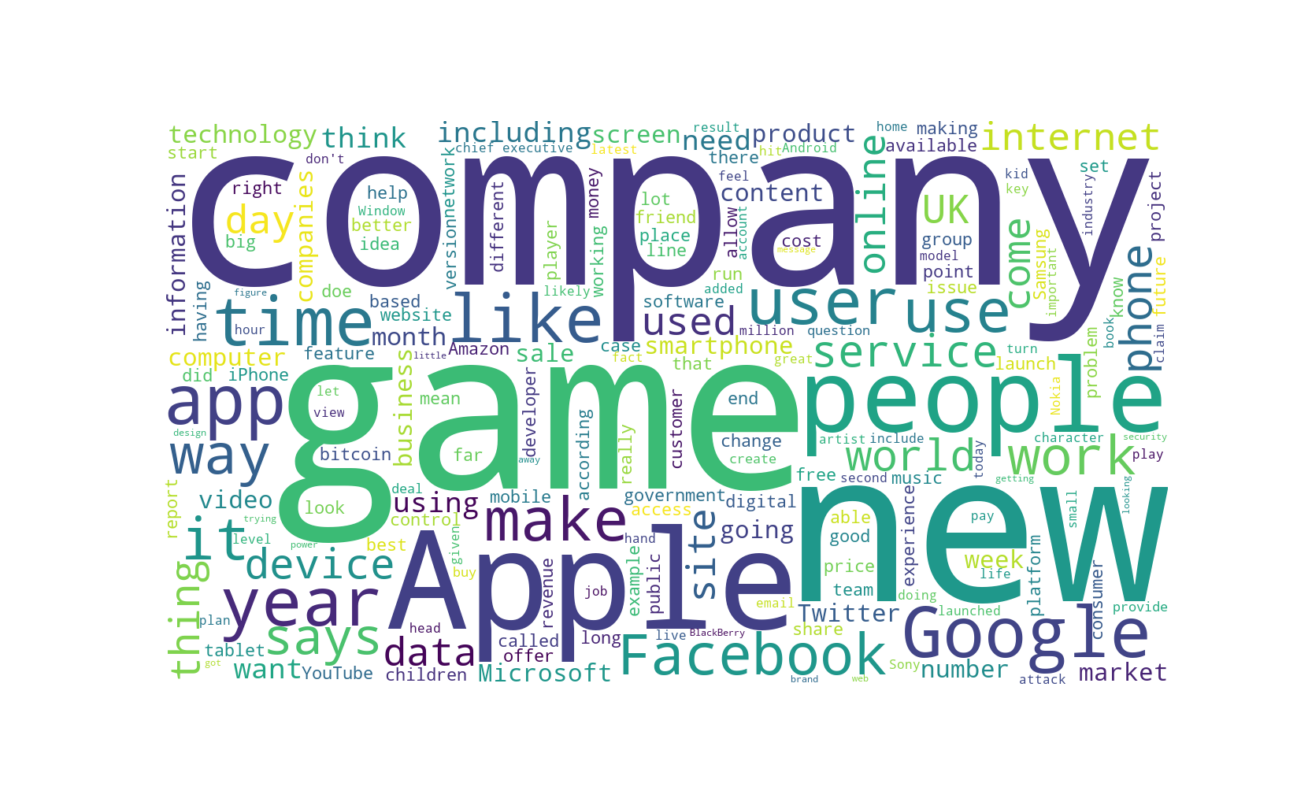 technology
think
including
screen
need
product
home
making
internet
result
start
don't
chief executive
latest
there
hit
Android
available
company
information
right
help
network
money
feel
content
online
UK
kid
key
set
industry
project
day
Window
better
idea
version
different
player
lot
friend
place
line
allow
account
cost
message
group
model
point
issue
come
Samsung
important
know
future
big
companies
working
run
added
having
figure
doe
likely
time
hour
based
website
month
like
software
used
million
user
question
use
book
claim
phone
computer
feature
little
Amazon
sale
case
fact
smartphone
that
great
service
turn
launch
problem
did
iPhone
app
let
view
business
mean
game
developer
customer
end
people
Nokia
design
way
bitcoin
far
away
according
really
change
create
artist
include
world
today
character
work
security
play
report
video
look
deal
using
mobile
government
access
digital
free
second
music
getting
looking
trying
it
level
control
make
going
new
able
experience
pay
small
power
best
given
hand
site
good
device
Apple
week
platform
thing
buy
revenue
job
example
public
price
life
year
email
team
doing
consumer
plan
Twitter
launched
provide
says
head
called
long
live
BlackBerry
share
Google
tablet
data
offer
Facebook
got
want
YouTube
children
Microsoft
brand
web
Sony
number
attack
market